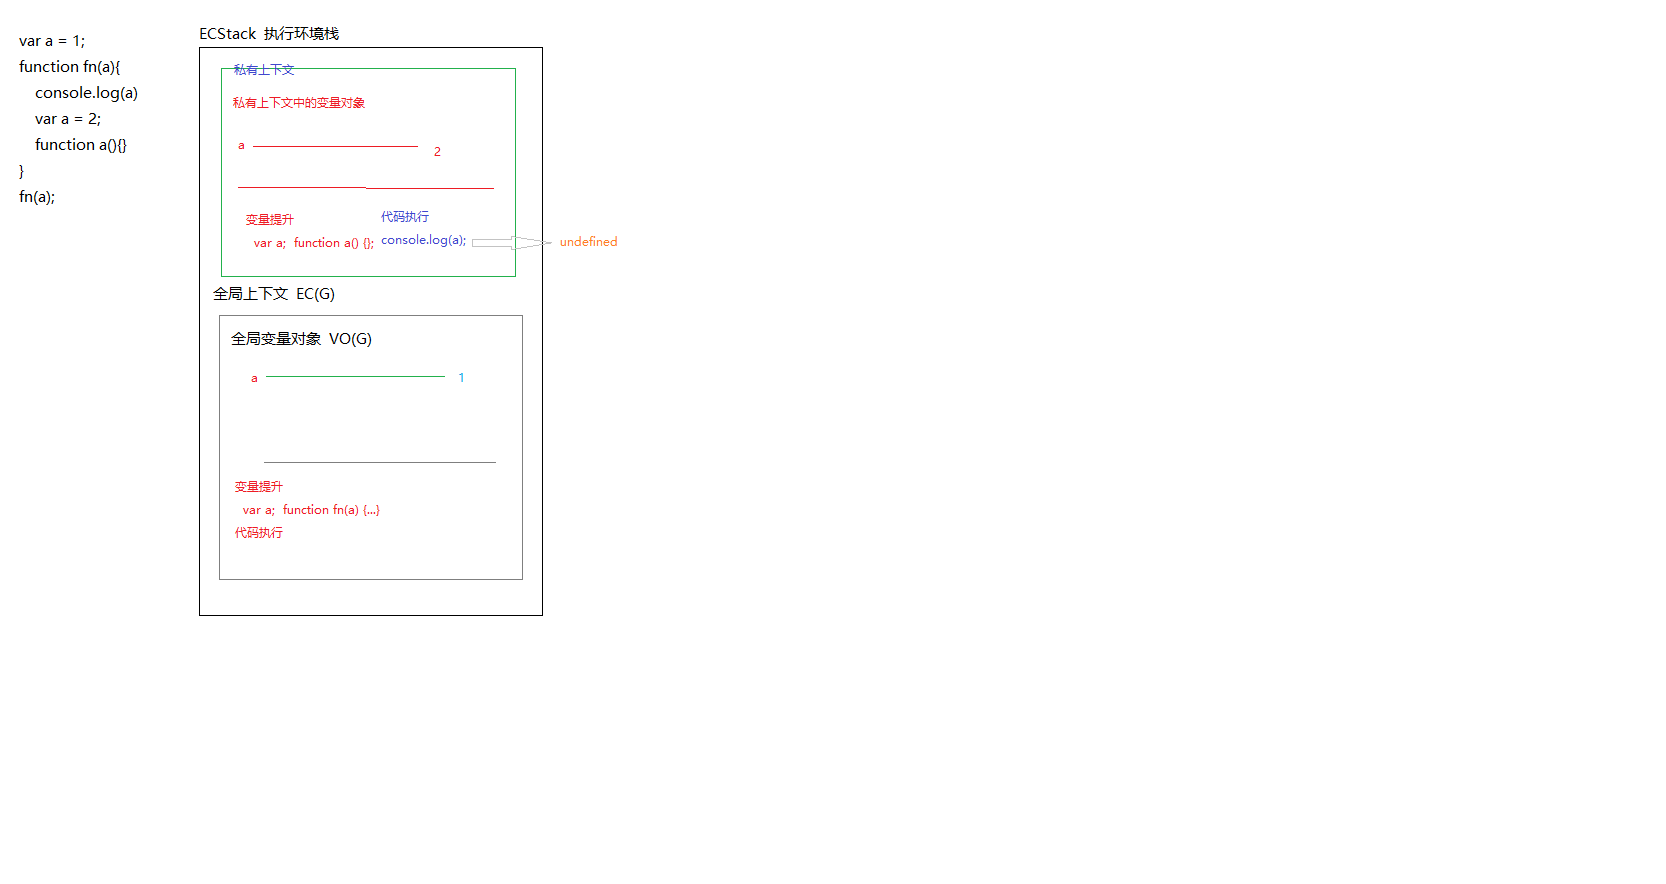 var a = 1;
function fn(a){
console.log(a)
var a = 2;
function a(){}
}
fn(a);
ECStack 执行环境栈
私有上下文
私有上下文中的变量对象
a
2
变量提升
var a; function a() {};
代码执行
console.log(a);
undefined
全局上下文 EC(G)
全局变量对象 VO(G)
a
1
变量提升
var a; function fn(a) {...}
代码执行